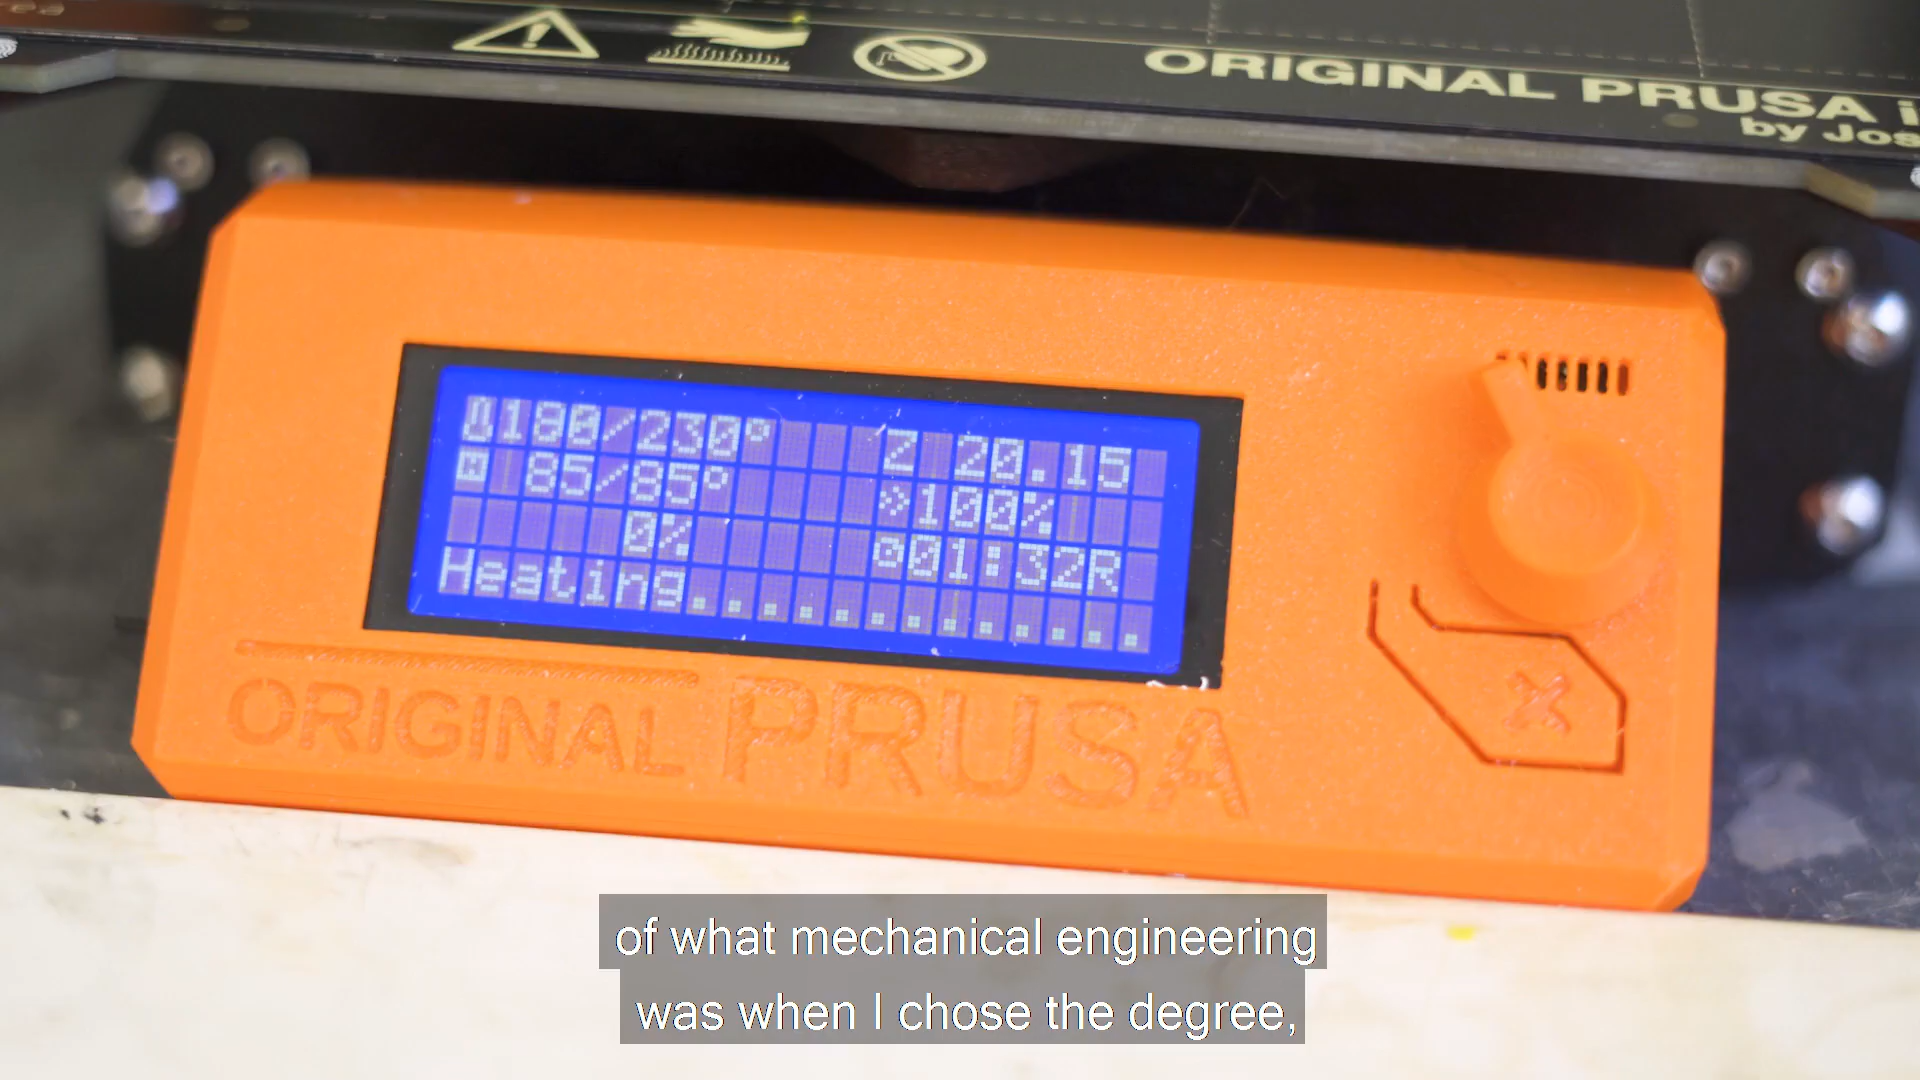 ORIGINAL PRUSA i
by Jos
180/230° Z 20.15
85/85° 100%
0% 001:32R
Heating.............
ORIGINAL PRUSA
of what mechanical engineering
was when I chose the degree,